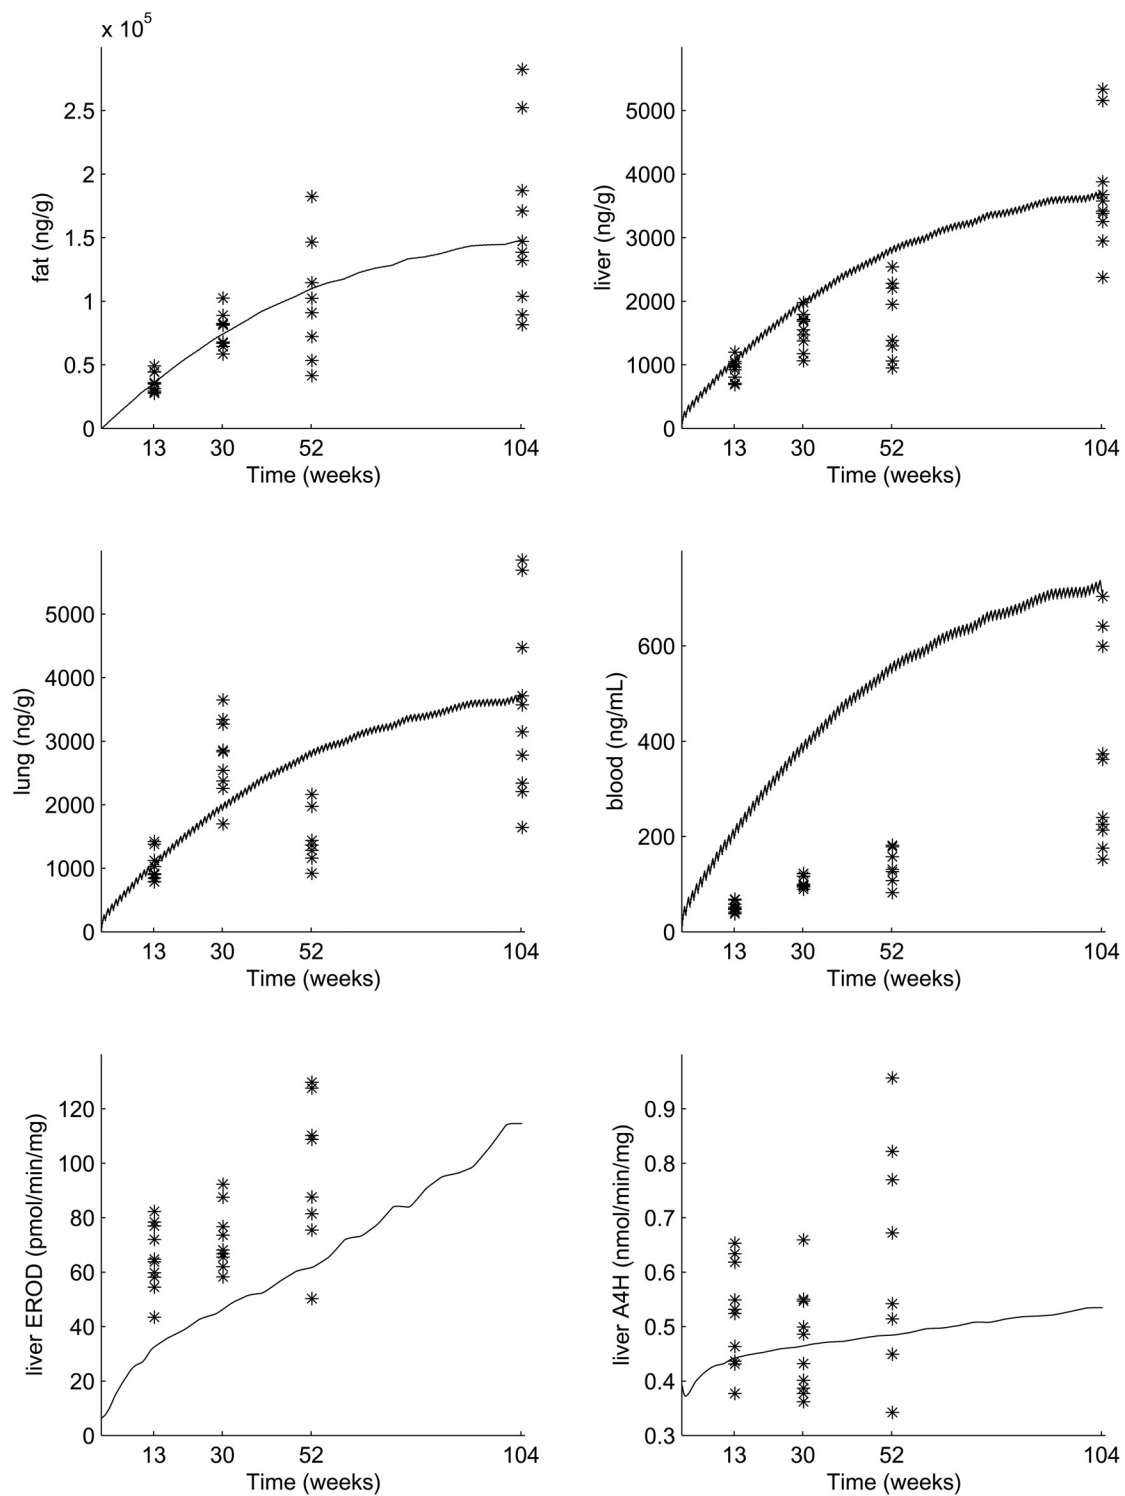 x 10^5
fat (ng/g)
2.5
2
1.5
1
0.5
0
13 30 52 104
Time (weeks)
liver (ng/g)
5000
4000
3000
2000
1000
0
13 30 52 104
Time (weeks)
lung (ng/g)
5000
4000
3000
2000
1000
0
13 30 52 104
Time (weeks)
blood (ng/mL)
600
400
200
0
13 30 52 104
Time (weeks)
liver EROD (pmol/min/mg)
120
100
80
60
40
20
0
13 30 52 104
Time (weeks)
liver A4H (nmol/min/mg)
0.9
0.8
0.7
0.6
0.5
0.4
0.3
13 30 52 104
Time (weeks)